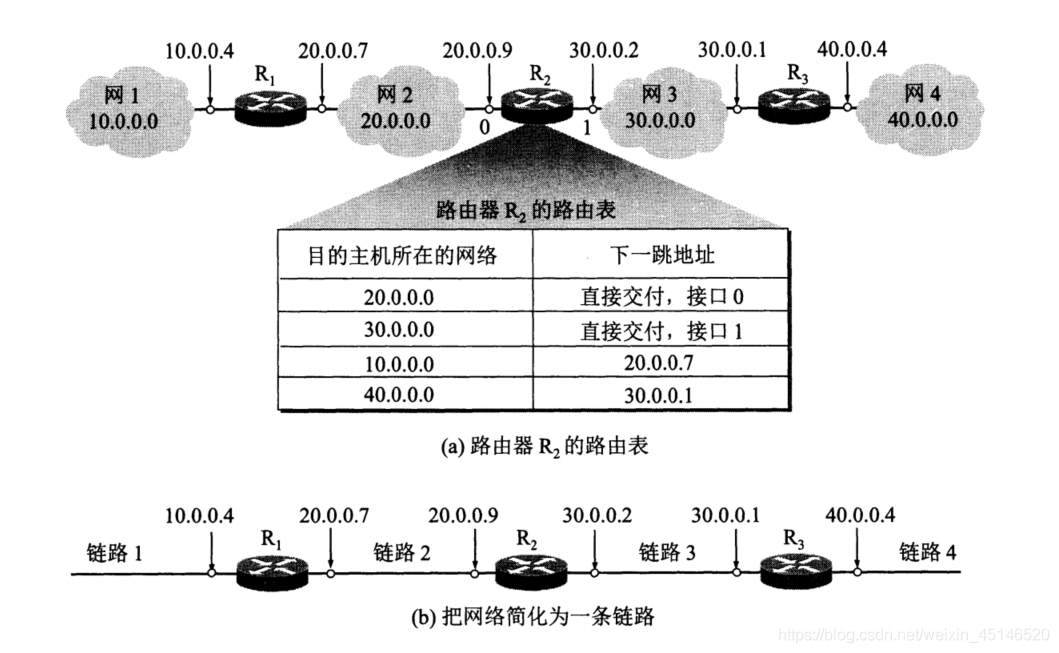 10.0.0.4 20.0.0.7 20.0.0.9 30.0.0.2 30.0.0.1 40.0.0.4
R₁ R₂ R₃
网 1 网 2 网 3 网 4
10.0.0.0 20.0.0.0 30.0.0.0 40.0.0.0
0 1
路由器 R₂ 的路由表
目的主机所在的网络 下一跳地址
20.0.0.0 直接交付，接口 0
30.0.0.0 直接交付，接口 1
10.0.0.0 20.0.0.7
40.0.0.0 30.0.0.1
(a) 路由器 R₂ 的路由表
10.0.0.4 20.0.0.7 20.0.0.9 30.0.0.2 30.0.0.1 40.0.0.4
链路 1 R₁ 链路 2 R₂ 链路 3 R₃ 链路 4
(b) 把网络简化为一条链路
https://blog.csdn.net/weixin_45146520